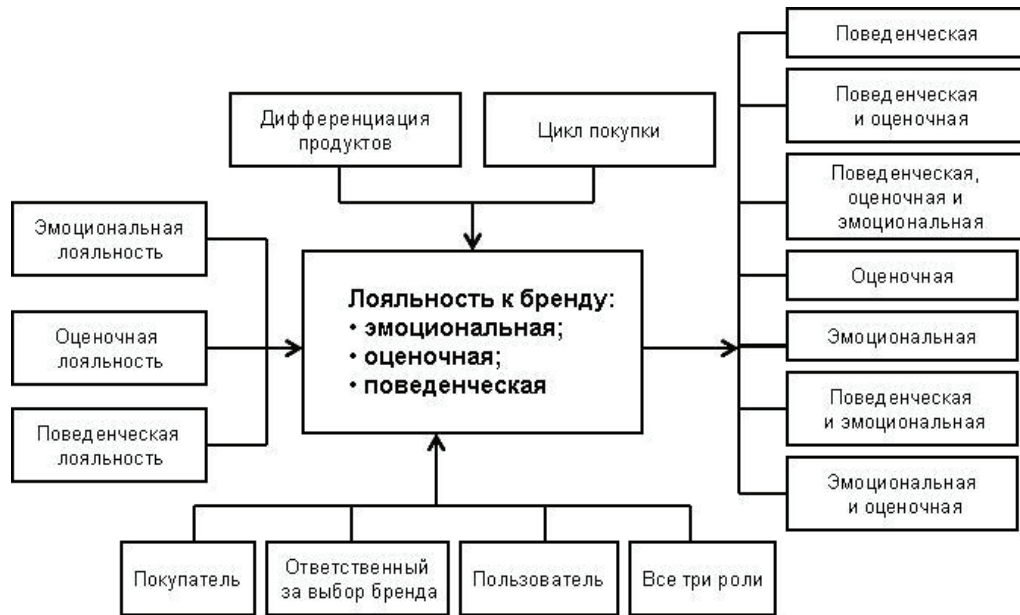 Дифференциация
продуктов
Цикл покупки
Эмоциональная
лояльность
Оценочная
лояльность
Поведенческая
лояльность
Лояльность к бренду:
• эмоциональная;
• оценочная;
• поведенческая
Покупатель
Ответственный
за выбор бренда
Пользователь
Все три роли
Поведенческая
Поведенческая
и оценочная
Поведенческая,
оценочная и
эмоциональная
Оценочная
Эмоциональная
Поведенческая
и эмоциональная
Эмоциональная
и оценочная